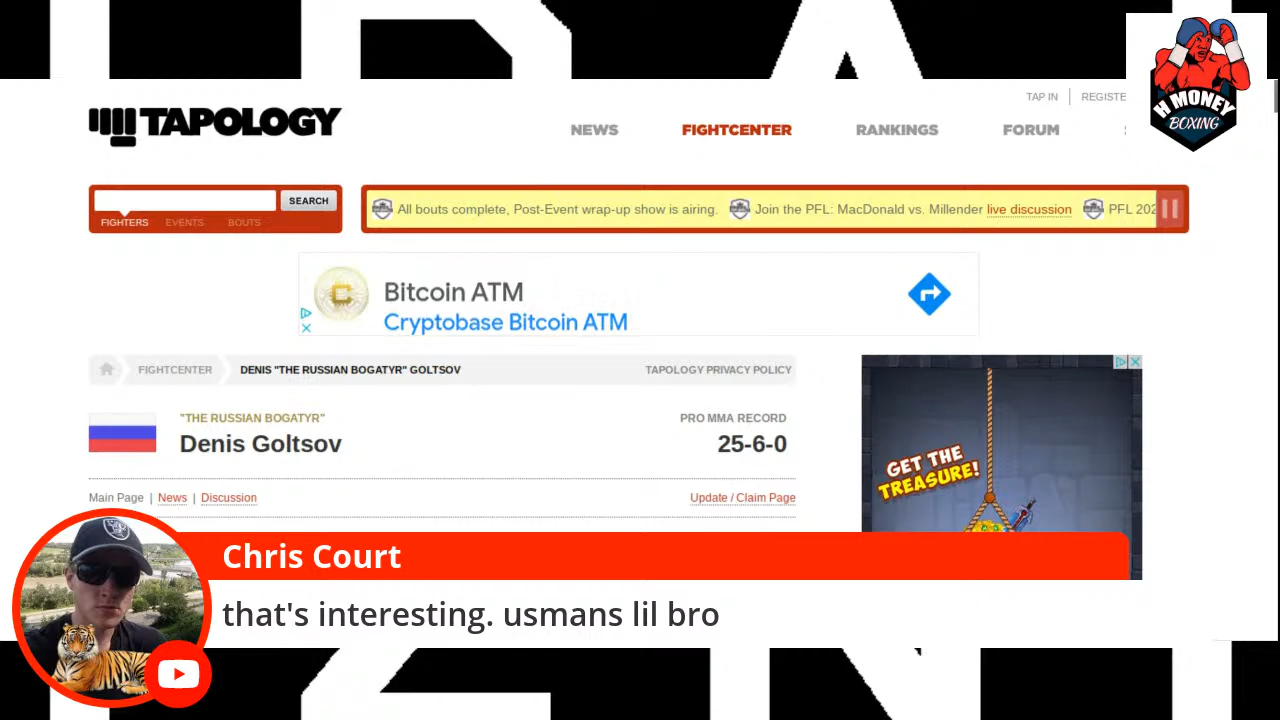 H MONEY
BOXING
TAP IN
REGISTE
TAPOLOGY
NEWS
FIGHTCENTER
RANKINGS
FORUM
SEARCH
FIGHTERS
EVENTS
BOUTS
All bouts complete, Post-Event wrap-up show is airing.
Join the PFL: MacDonald vs. Millender live discussion
PFL 202
Bitcoin ATM
Cryptobase Bitcoin ATM
FIGHTCENTER
DENIS "THE RUSSIAN BOGATYR" GOLTSOV
TAPOLOGY PRIVACY POLICY
"THE RUSSIAN BOGATYR"
Denis Goltsov
PRO MMA RECORD
25-6-0
Main Page | News | Discussion
Update / Claim Page
GET THE
TREASURE!
Chris Court
that's interesting. usmans lil bro